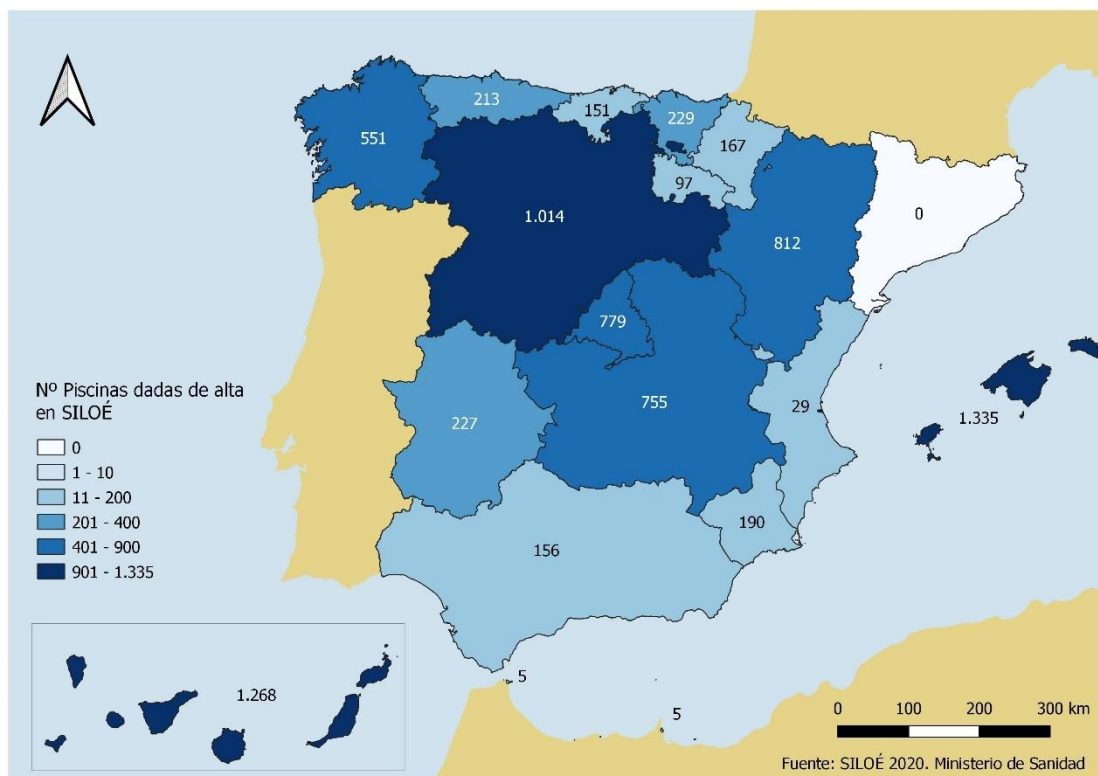 213
151
229
551
167
97
1.014
0
812
779
Nº Piscinas dadas de alta
en SILOÉ
0
1 - 10
11 - 200
201 - 400
401 - 900
901 - 1.335
755
29
1.335
227
190
156
5
5
1.268
0 100 200 300 km
Fuente: SILOÉ 2020. Ministerio de Sanidad